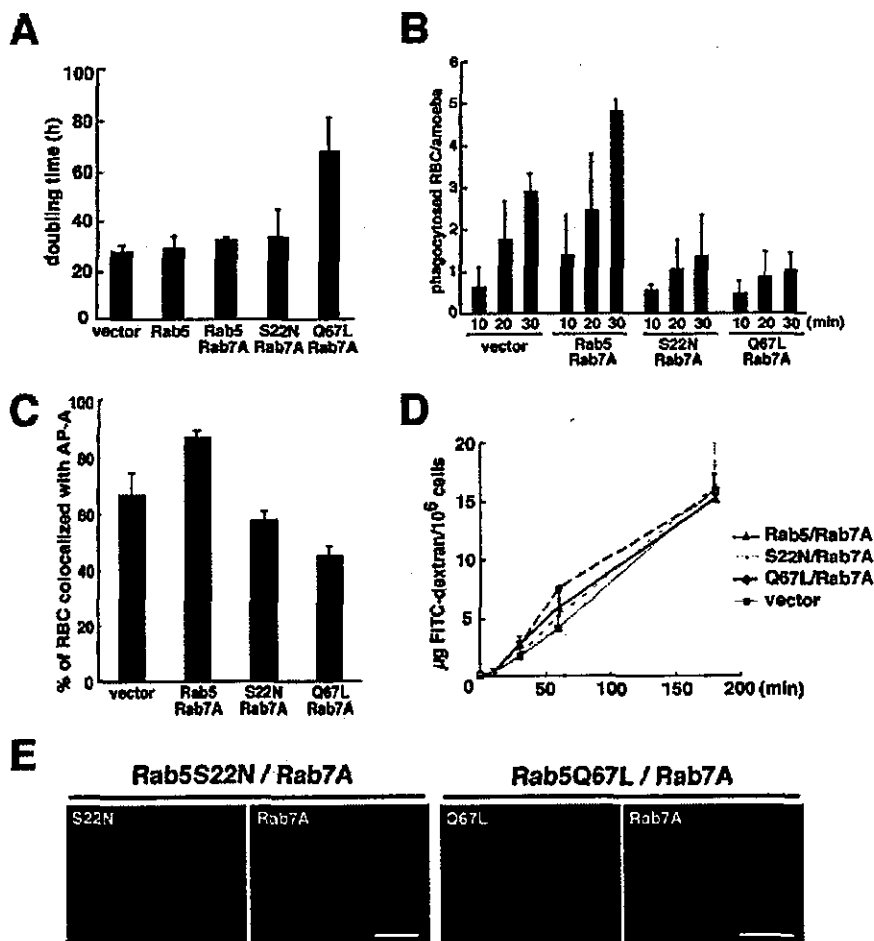 A
doubling time (h)
100
80
60
40
20
0
vector
Rab5
Rab5
Rab7A
S22N
Rab7A
Q67L
Rab7A
B
phagocytosed RBC/amoeba
6
5
4
3
2
1
0
10 20 30 10 20 30 10 20 30 10 20 30 (min)
vector
Rab5
Rab7A
S22N
Rab7A
Q67L
Rab7A
C
% of RBC colocalized with AP-A
100
80
60
40
20
0
vector
Rab5
Rab7A
S22N
Rab7A
Q67L
Rab7A
D
µg FITC-dextran/10⁶ cells
20
15
10
5
0
0 50 100 150 200 (min)
Rab5/Rab7A
S22N/Rab7A
Q67L/Rab7A
vector
E
Rab5S22N / Rab7A
Rab5Q67L / Rab7A
S22N
Rab7A
Q67L
Rab7A